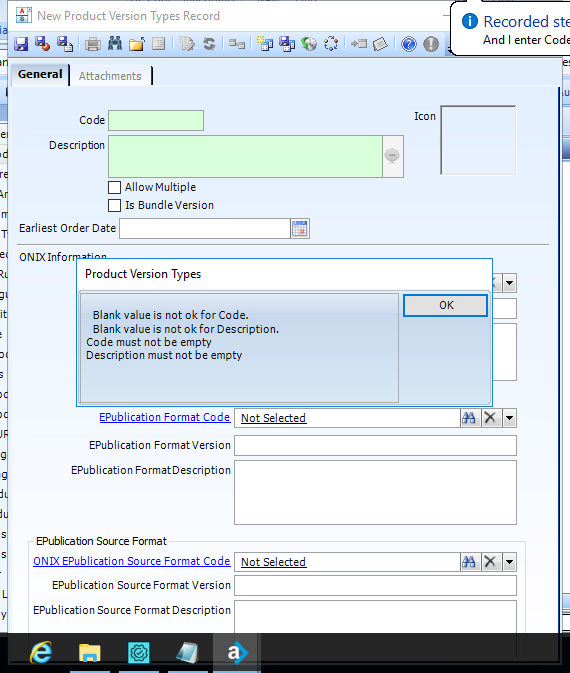 New Product Version Types Record
Recorded ste
And I enter Code
General
Attachments
Code
Icon
Description
Allow Multiple
Is Bundle Version
Earliest Order Date
ONIX Information
Product Version Types
OK
Blank value is not ok for Code.
Blank value is not ok for Description.
Code must not be empty
Description must not be empty
EPublication Format Code
Not Selected
EPublication Format Version
EPublication Format Description
EPublication Source Format
ONIX EPublication Source Format Code
Not Selected
EPublication Source Format Version
EPublication Source Format Description